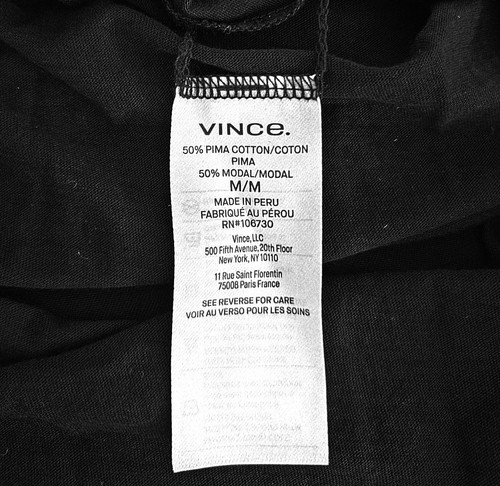 VINCE.
50% PIMA COTTON/COTON
PIMA
50% MODAL/MODAL
M/M
MADE IN PERU
FABRIQUÉ AU PÉROU
RN#106730
Vince, LLC
500 Fifth Avenue, 20th Floor
New York, NY 10110
11 Rue Saint Florentin
75008 Paris France
SEE REVERSE FOR CARE
VOIR AU VERSO POUR LES SOINS